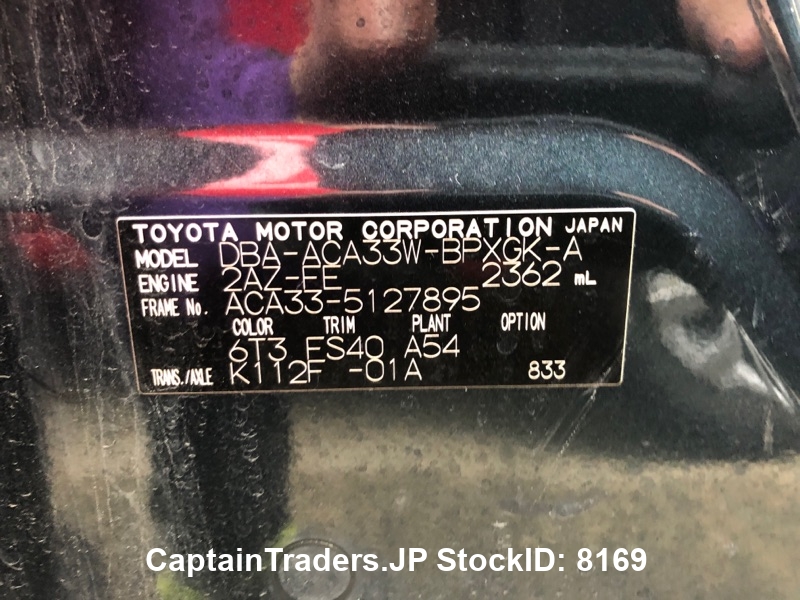 TOYOTA MOTOR CORPORATION JAPAN
MODEL DBA-ACA33W-BPXGK-A
ENGINE 2AZ-FE 2362 mL
FRAME No. ACA33-5127895
COLOR TRIM PLANT OPTION
6T3 FS40 A54
TRANS./AXLE K112F -01A 833
CaptainTraders.JP StockID: 8169